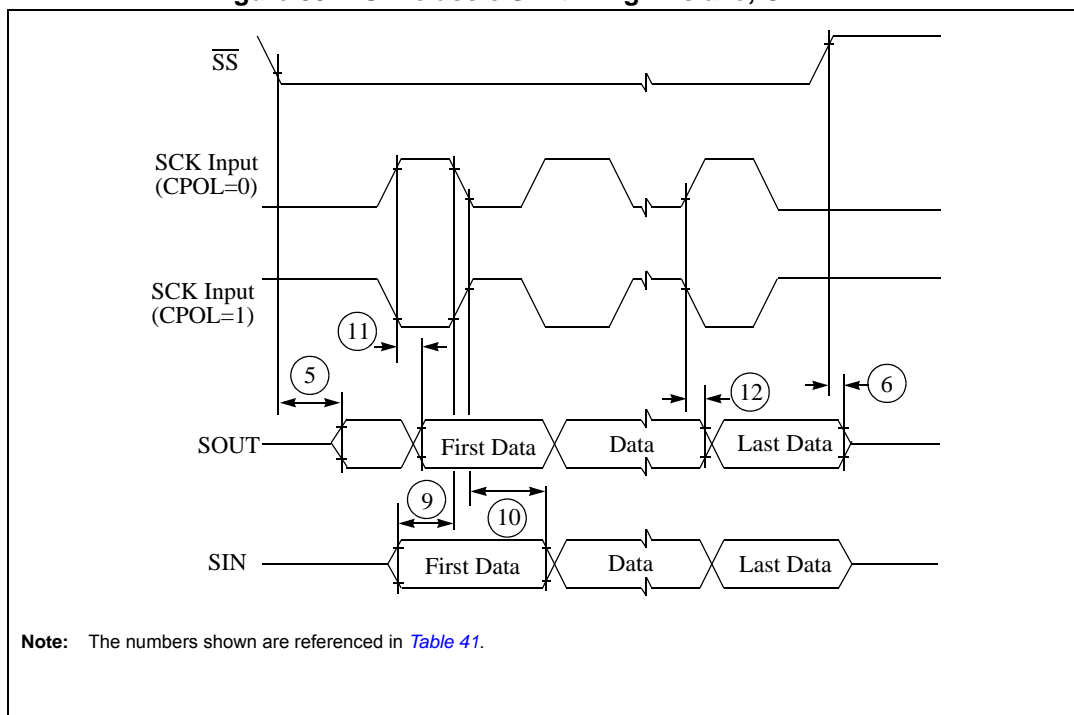 SS
SCK Input
(CPOL=0)
SCK Input
(CPOL=1)
11
5
12
6
SOUT
First Data
Data
Last Data
9
10
SIN
First Data
Data
Last Data
Note: The numbers shown are referenced in Table 41.